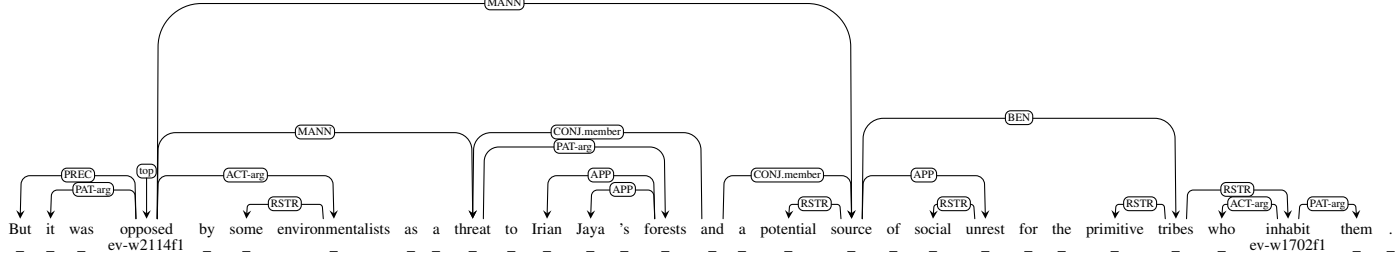 MANN
BEN
MANN CONJ.member
PAT-arg
PREC top ACT-arg APP CONJ.member APP RSTR
PAT-arg APP
RSTR RSTR RSTR RSTR ACT-arg PAT-arg
But it was opposed by some environmentalists as a threat to Irian Jaya 's forests and a potential source of social unrest for the primitive tribes who inhabit them .
_ _ _ ev-w2114f1 _ _ _ _ _ _ _ _ _ _ _ _ _ _ _ _ _ _ _ _ _ _ _ ev-w1702f1 _ _